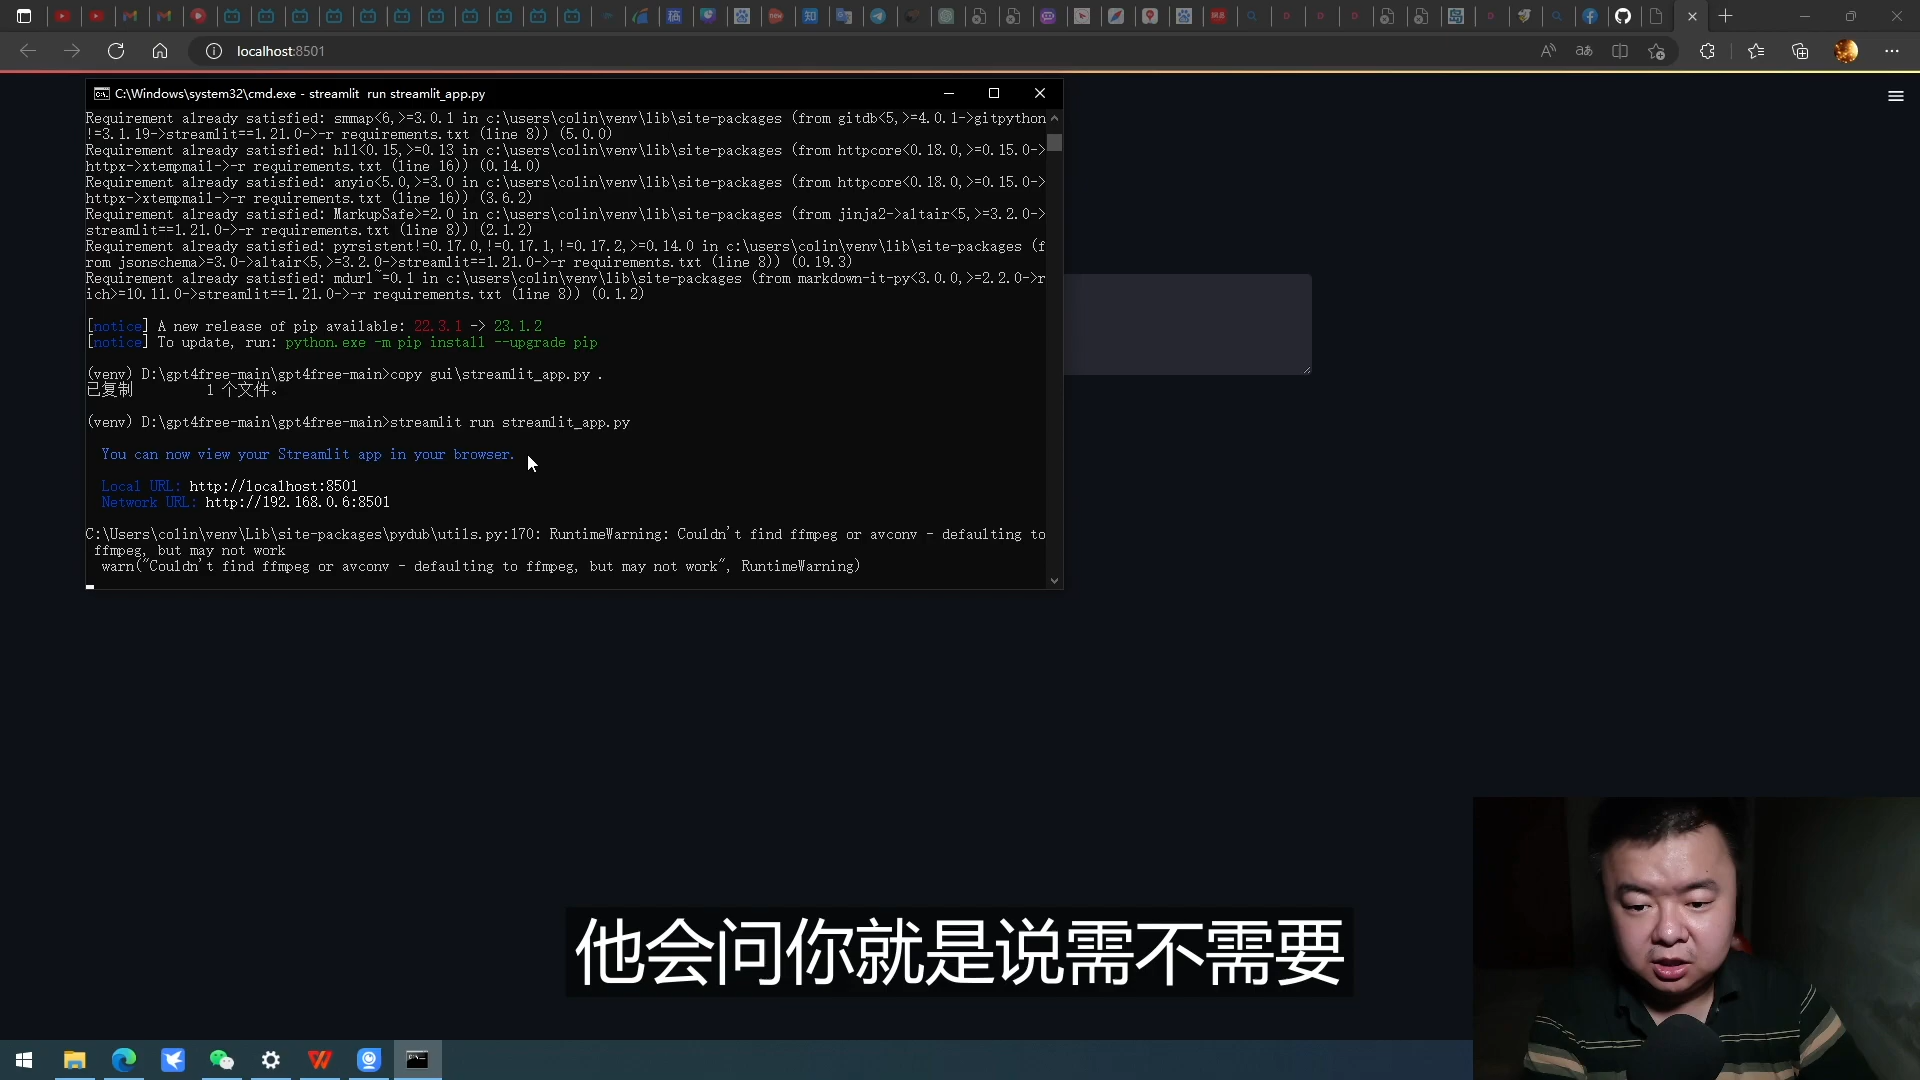 localhost:8501
C:\Windows\system32\cmd.exe - streamlit  run streamlit_app.py
Requirement already satisfied: smmap<6,>=3.0.1 in c:\users\colin\venv\lib\site-packages (from gitdb<5,>=4.0.1->gitpython
!=3.1.19->streamlit==1.21.0->-r requirements.txt (line 8)) (5.0.0)
Requirement already satisfied: h11<0.15,>=0.13 in c:\users\colin\venv\lib\site-packages (from httpcore<0.18.0,>=0.15.0->
httpx->xtempmail->-r requirements.txt (line 16)) (0.14.0)
Requirement already satisfied: anyio<5.0,>=3.0 in c:\users\colin\venv\lib\site-packages (from httpcore<0.18.0,>=0.15.0->
httpx->xtempmail->-r requirements.txt (line 16)) (3.6.2)
Requirement already satisfied: MarkupSafe>=2.0 in c:\users\colin\venv\lib\site-packages (from jinja2->altair<5,>=3.2.0->
streamlit==1.21.0->-r requirements.txt (line 8)) (2.1.2)
Requirement already satisfied: pyrsistent!=0.17.0,!=0.17.1,!=0.17.2,>=0.14.0 in c:\users\colin\venv\lib\site-packages (f
rom jsonschema>=3.0->altair<5,>=3.2.0->streamlit==1.21.0->-r requirements.txt (line 8)) (0.19.3)
Requirement already satisfied: mdurl~=0.1 in c:\users\colin\venv\lib\site-packages (from markdown-it-py<3.0.0,>=2.2.0->r
ich>=10.11.0->streamlit==1.21.0->-r requirements.txt (line 8)) (0.1.2)
[notice] A new release of pip available: 22.3.1 -> 23.1.2
[notice] To update, run: python.exe -m pip install --upgrade pip
(venv) D:\gpt4free-main\gpt4free-main>copy gui\streamlit_app.py .
已复制         1 个文件。
(venv) D:\gpt4free-main\gpt4free-main>streamlit run streamlit_app.py
You can now view your Streamlit app in your browser.
Local URL: http://localhost:8501
Network URL: http://192.168.0.6:8501
C:\Users\colin\venv\Lib\site-packages\pydub\utils.py:170: RuntimeWarning: Couldn't find ffmpeg or avconv - defaulting to
ffmpeg, but may not work
warn("Couldn't find ffmpeg or avconv - defaulting to ffmpeg, but may not work", RuntimeWarning)
他会问你就是说需不需要